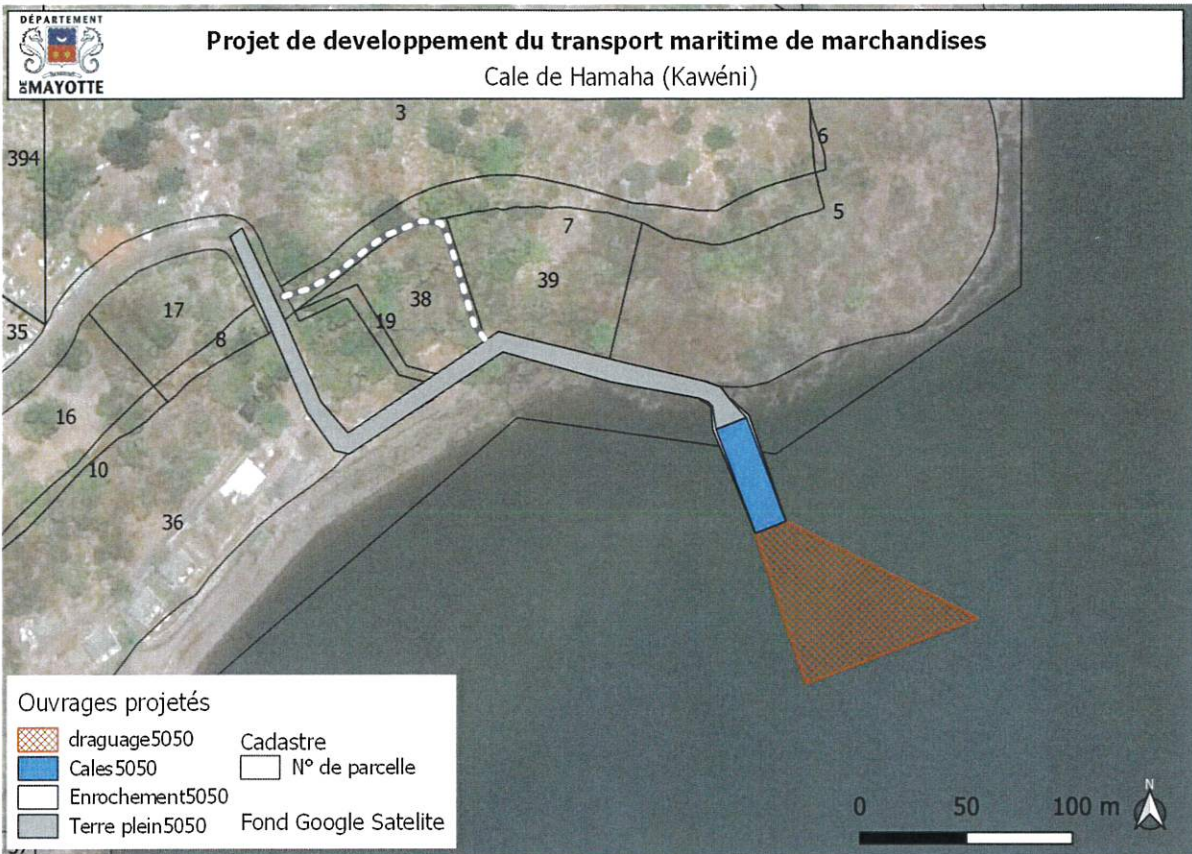 DÉPARTEMENT
DE MAYOTTE
Projet de developpement du transport maritime de marchandises
Cale de Hamaha (Kawéni)
3
6
394
5
7
39
17
38
35
8
19
16
10
36
Ouvrages projetés
draguage5050
Cales5050
Enrochement5050
Terre plein5050
Cadastre
N° de parcelle
Fond Google Satelite
0 50 100 m
N